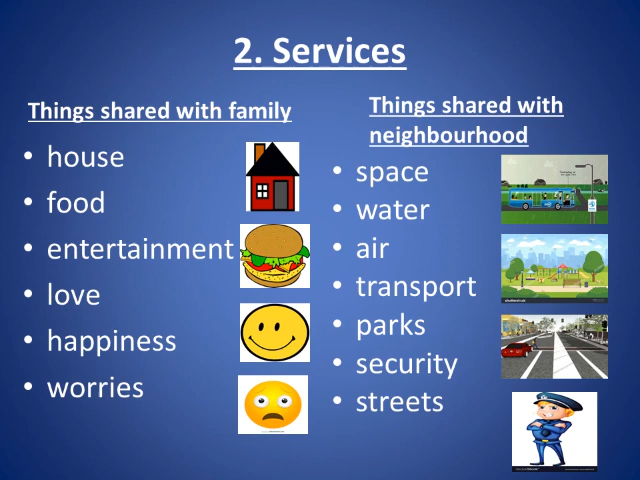 2. Services
Things shared with family
• house
• food
• entertainment
• love
• happiness
• worries
Things shared with
neighbourhood
• space
• water
• air
• transport
• parks
• security
• streets